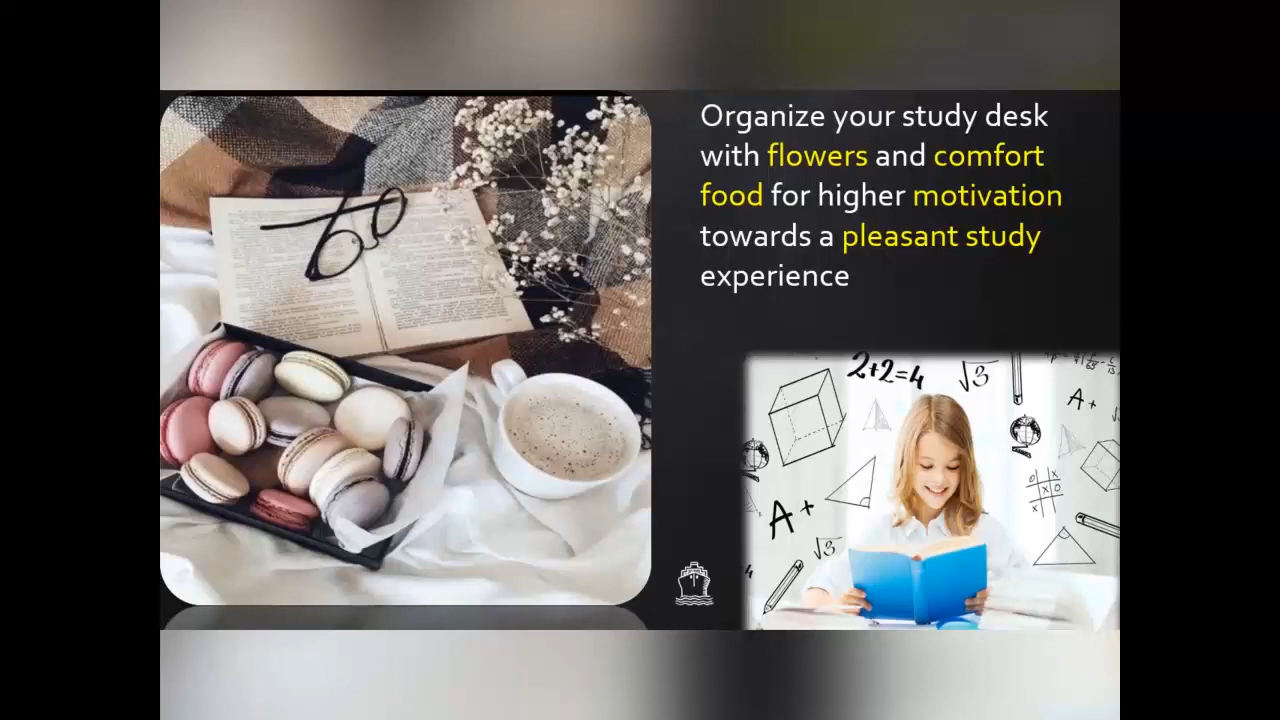 Organize your study desk
with flowers and comfort
food for higher motivation
towards a pleasant study
experience
2+2=4
√3
A+
A+
√3